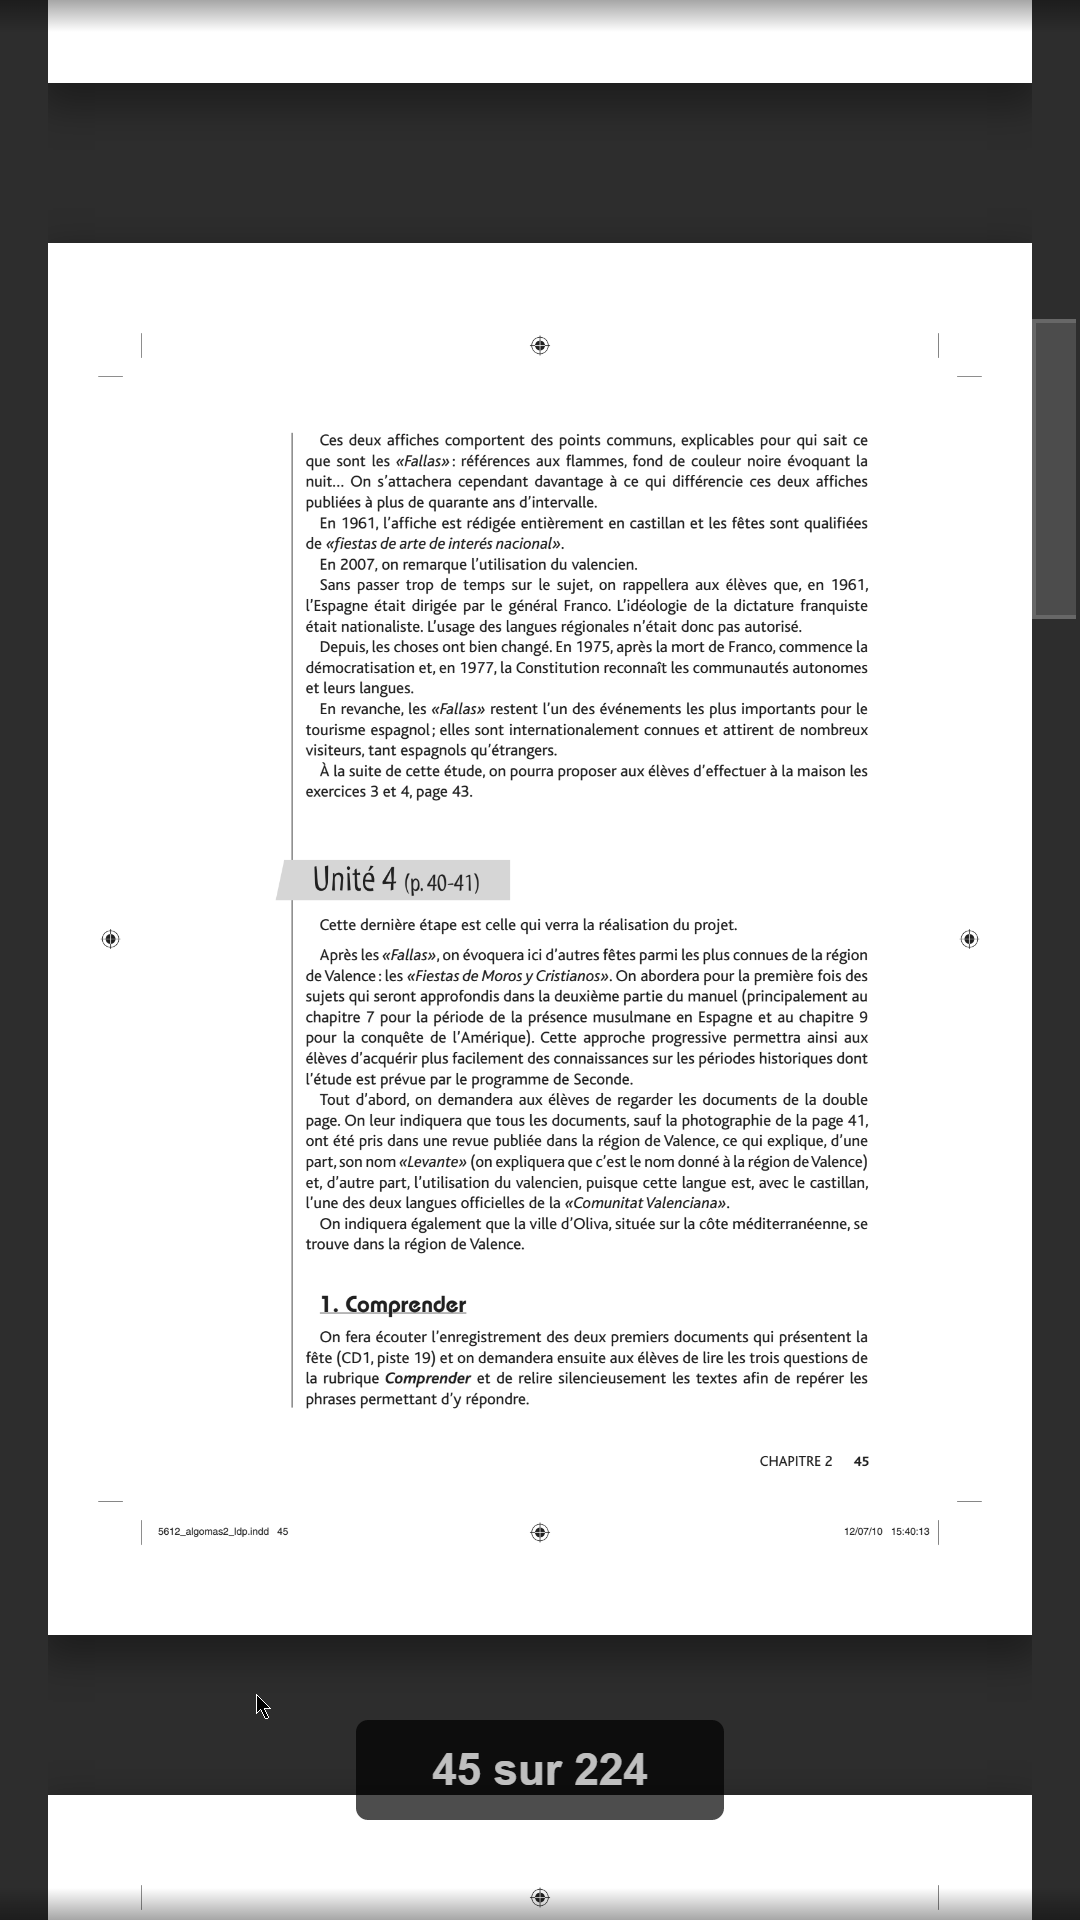 Ces deux affiches comportent des points communs, explicables pour qui sait ce
que sont les «Fallas» : références aux flammes, fond de couleur noire évoquant la
nuit... On s’attachera cependant davantage à ce qui différencie ces deux affiches
publiées à plus de quarante ans d’intervalle.
En 1961, l’affiche est rédigée entièrement en castillan et les fêtes sont qualifiées
de «fiestas de arte de interés nacional».
En 2007, on remarque l’utilisation du valencien.
Sans passer trop de temps sur le sujet, on rappellera aux élèves que, en 1961,
l’Espagne était dirigée par le général Franco. L’idéologie de la dictature franquiste
était nationaliste. L’usage des langues régionales n’était donc pas autorisé.
Depuis, les choses ont bien changé. En 1975, après la mort de Franco, commence la
démocratisation et, en 1977, la Constitution reconnaît les communautés autonomes
et leurs langues.
En revanche, les «Fallas» restent l’un des événements les plus importants pour le
tourisme espagnol ; elles sont internationalement connues et attirent de nombreux
visiteurs, tant espagnols qu’étrangers.
À la suite de cette étude, on pourra proposer aux élèves d’effectuer à la maison les
exercices 3 et 4, page 43.
Unité 4 (p. 40-41)
Cette dernière étape est celle qui verra la réalisation du projet.
Après les «Fallas», on évoquera ici d’autres fêtes parmi les plus connues de la région
de Valence : les «Fiestas de Moros y Cristianos». On abordera pour la première fois des
sujets qui seront approfondis dans la deuxième partie du manuel (principalement au
chapitre 7 pour la période de la présence musulmane en Espagne et au chapitre 9
pour la conquête de l’Amérique). Cette approche progressive permettra ainsi aux
élèves d’acquérir plus facilement des connaissances sur les périodes historiques dont
l’étude est prévue par le programme de Seconde.
Tout d’abord, on demandera aux élèves de regarder les documents de la double
page. On leur indiquera que tous les documents, sauf la photographie de la page 41,
ont été pris dans une revue publiée dans la région de Valence, ce qui explique, d’une
part, son nom «Levante» (on expliquera que c’est le nom donné à la région de Valence)
et, d’autre part, l’utilisation du valencien, puisque cette langue est, avec le castillan,
l’une des deux langues officielles de la «Comunitat Valenciana».
On indiquera également que la ville d’Oliva, située sur la côte méditerranéenne, se
trouve dans la région de Valence.
1. Comprender
On fera écouter l’enregistrement des deux premiers documents qui présentent la
fête (CD1, piste 19) et on demandera ensuite aux élèves de lire les trois questions de
la rubrique Comprender et de relire silencieusement les textes afin de repérer les
phrases permettant d’y répondre.
CHAPITRE 2 45
5612_algomas2_ldp.indd 45 12/07/10 15:40:13
45 sur 224